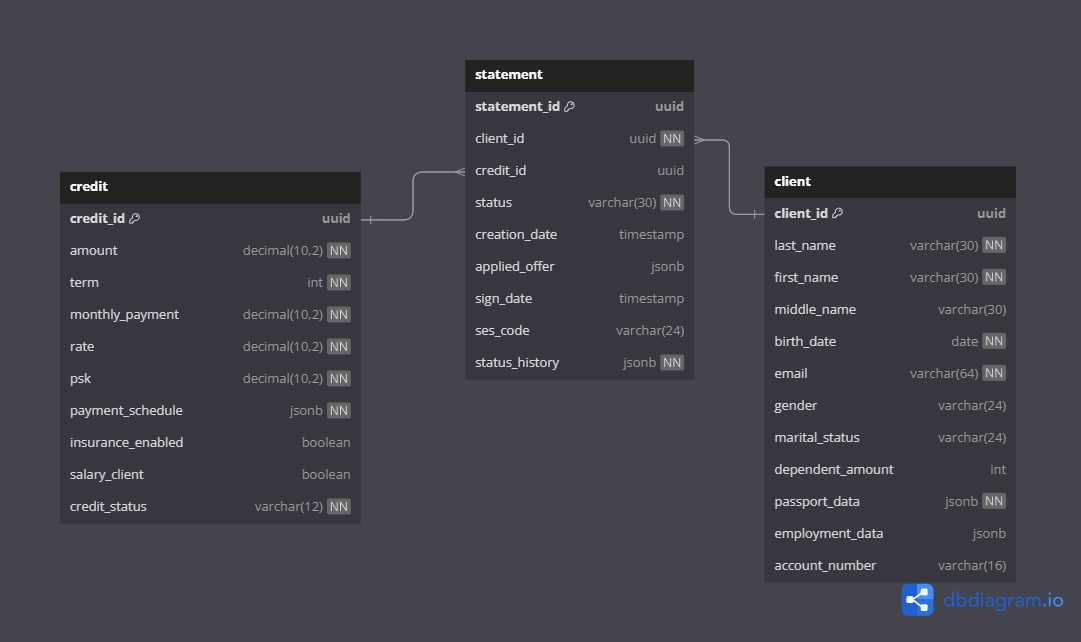 statement
statement_id uuid
client_id uuid NN
credit_id uuid
status varchar(30) NN
creation_date timestamp
applied_offer jsonb
sign_date timestamp
ses_code varchar(24)
status_history jsonb NN
credit
credit_id uuid
amount decimal(10,2) NN
term int NN
monthly_payment decimal(10,2) NN
rate decimal(10,2) NN
psk decimal(10,2) NN
payment_schedule jsonb NN
insurance_enabled boolean
salary_client boolean
credit_status varchar(12) NN
client
client_id uuid
last_name varchar(30) NN
first_name varchar(30) NN
middle_name varchar(30)
birth_date date NN
email varchar(64) NN
gender varchar(24)
marital_status varchar(24)
dependent_amount int
passport_data jsonb NN
employment_data jsonb
account_number varchar(16)
dbdiagram.io